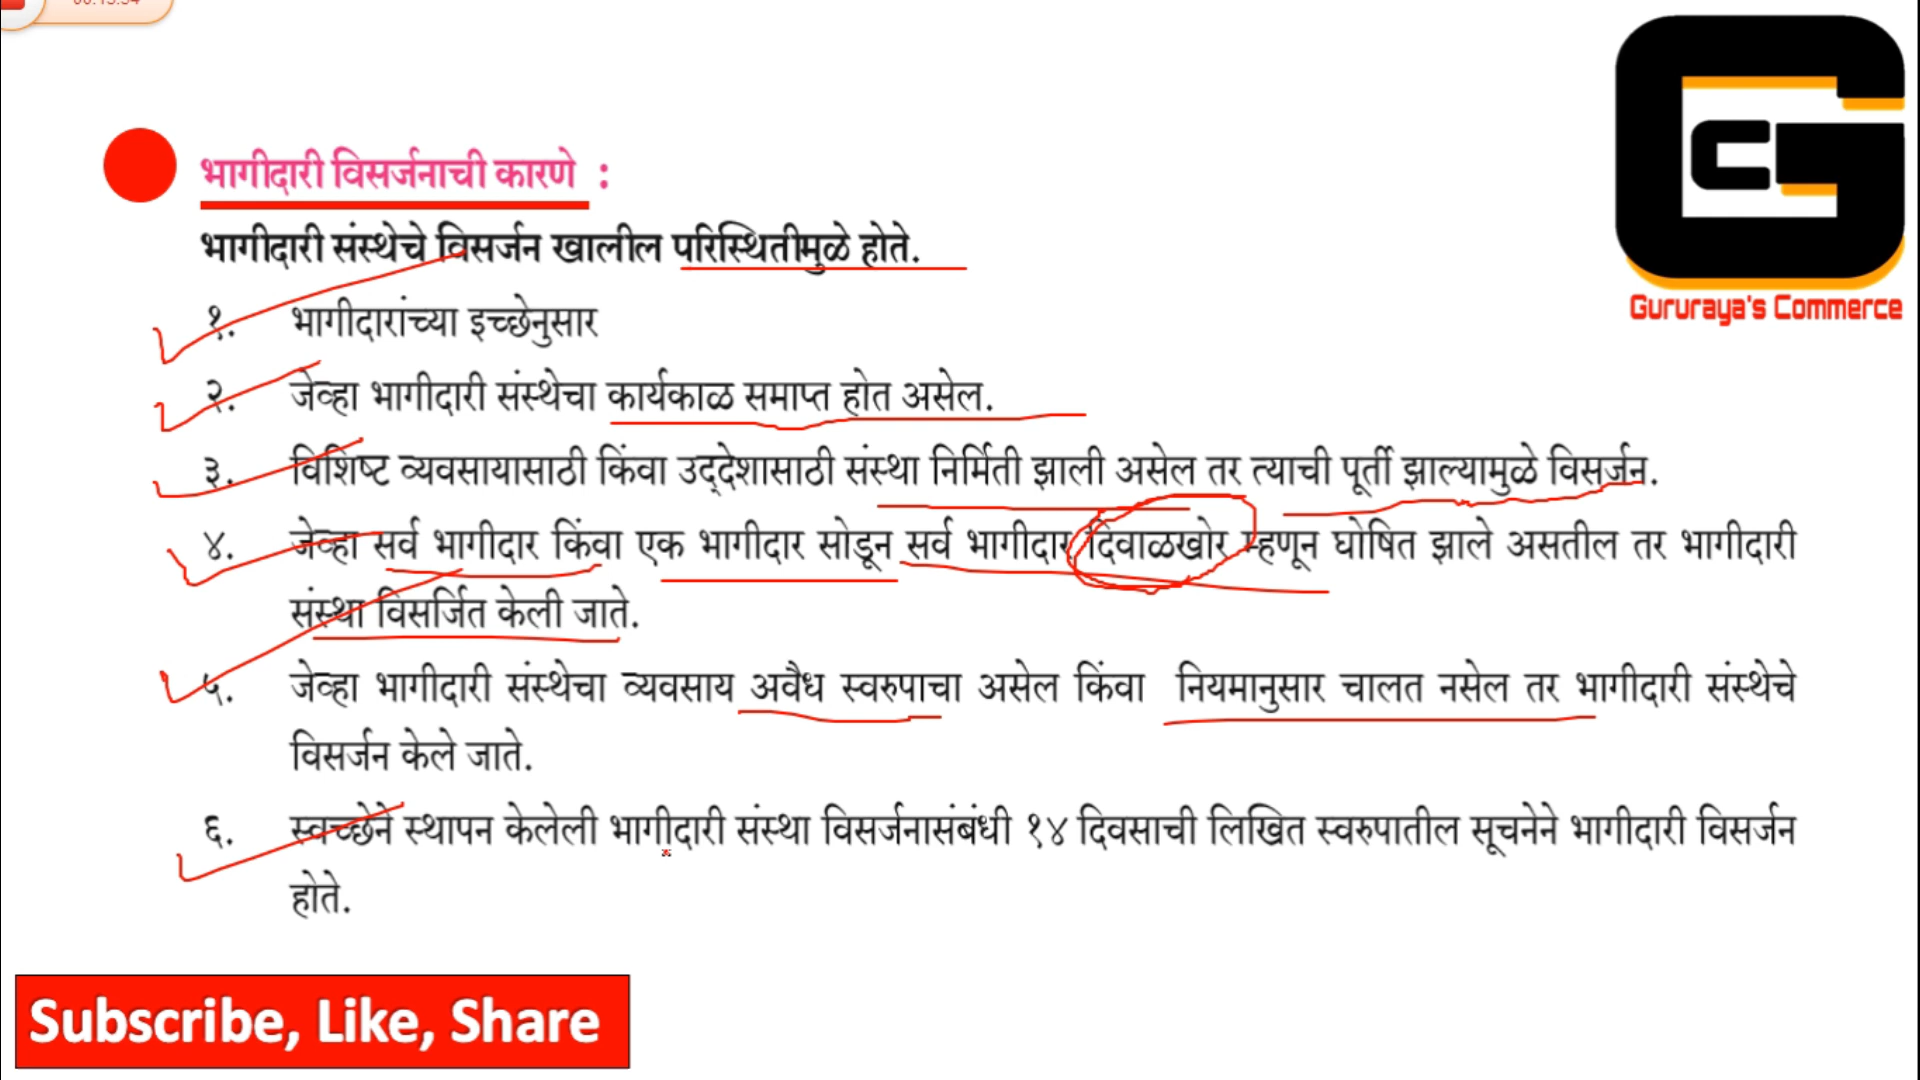 भागीदारी विसर्जनाची कारणे :
भागीदारी संस्थेचे विसर्जन खालील परिस्थितीमुळे होते.
१. भागीदारांच्या इच्छेनुसार
२. जेव्हा भागीदारी संस्थेचा कार्यकाळ समाप्त होत असेल.
३. विशिष्ट व्यवसायासाठी किंवा उद्‌देशासाठी संस्था निर्मिती झाली असेल तर त्याची पूर्ती झाल्यामुळे विसर्जन.
४. जेव्हा सर्व भागीदार किंवा एक भागीदार सोडून सर्व भागीदार दिवाळखोर म्हणून घोषित झाले असतील तर भागीदारी
संस्था विसर्जित केली जाते.
५. जेव्हा भागीदारी संस्थेचा व्यवसाय अवैध स्वरुपाचा असेल किंवा नियमानुसार चालत नसेल तर भागीदारी संस्थेचे
विसर्जन केले जाते.
६. स्वच्छेने स्थापन केलेली भागीदारी संस्था विसर्जनासंबंधी १४ दिवसाची लिखित स्वरुपातील सूचनेने भागीदारी विसर्जन
होते.
Gururaya's Commerce
Subscribe, Like, Share